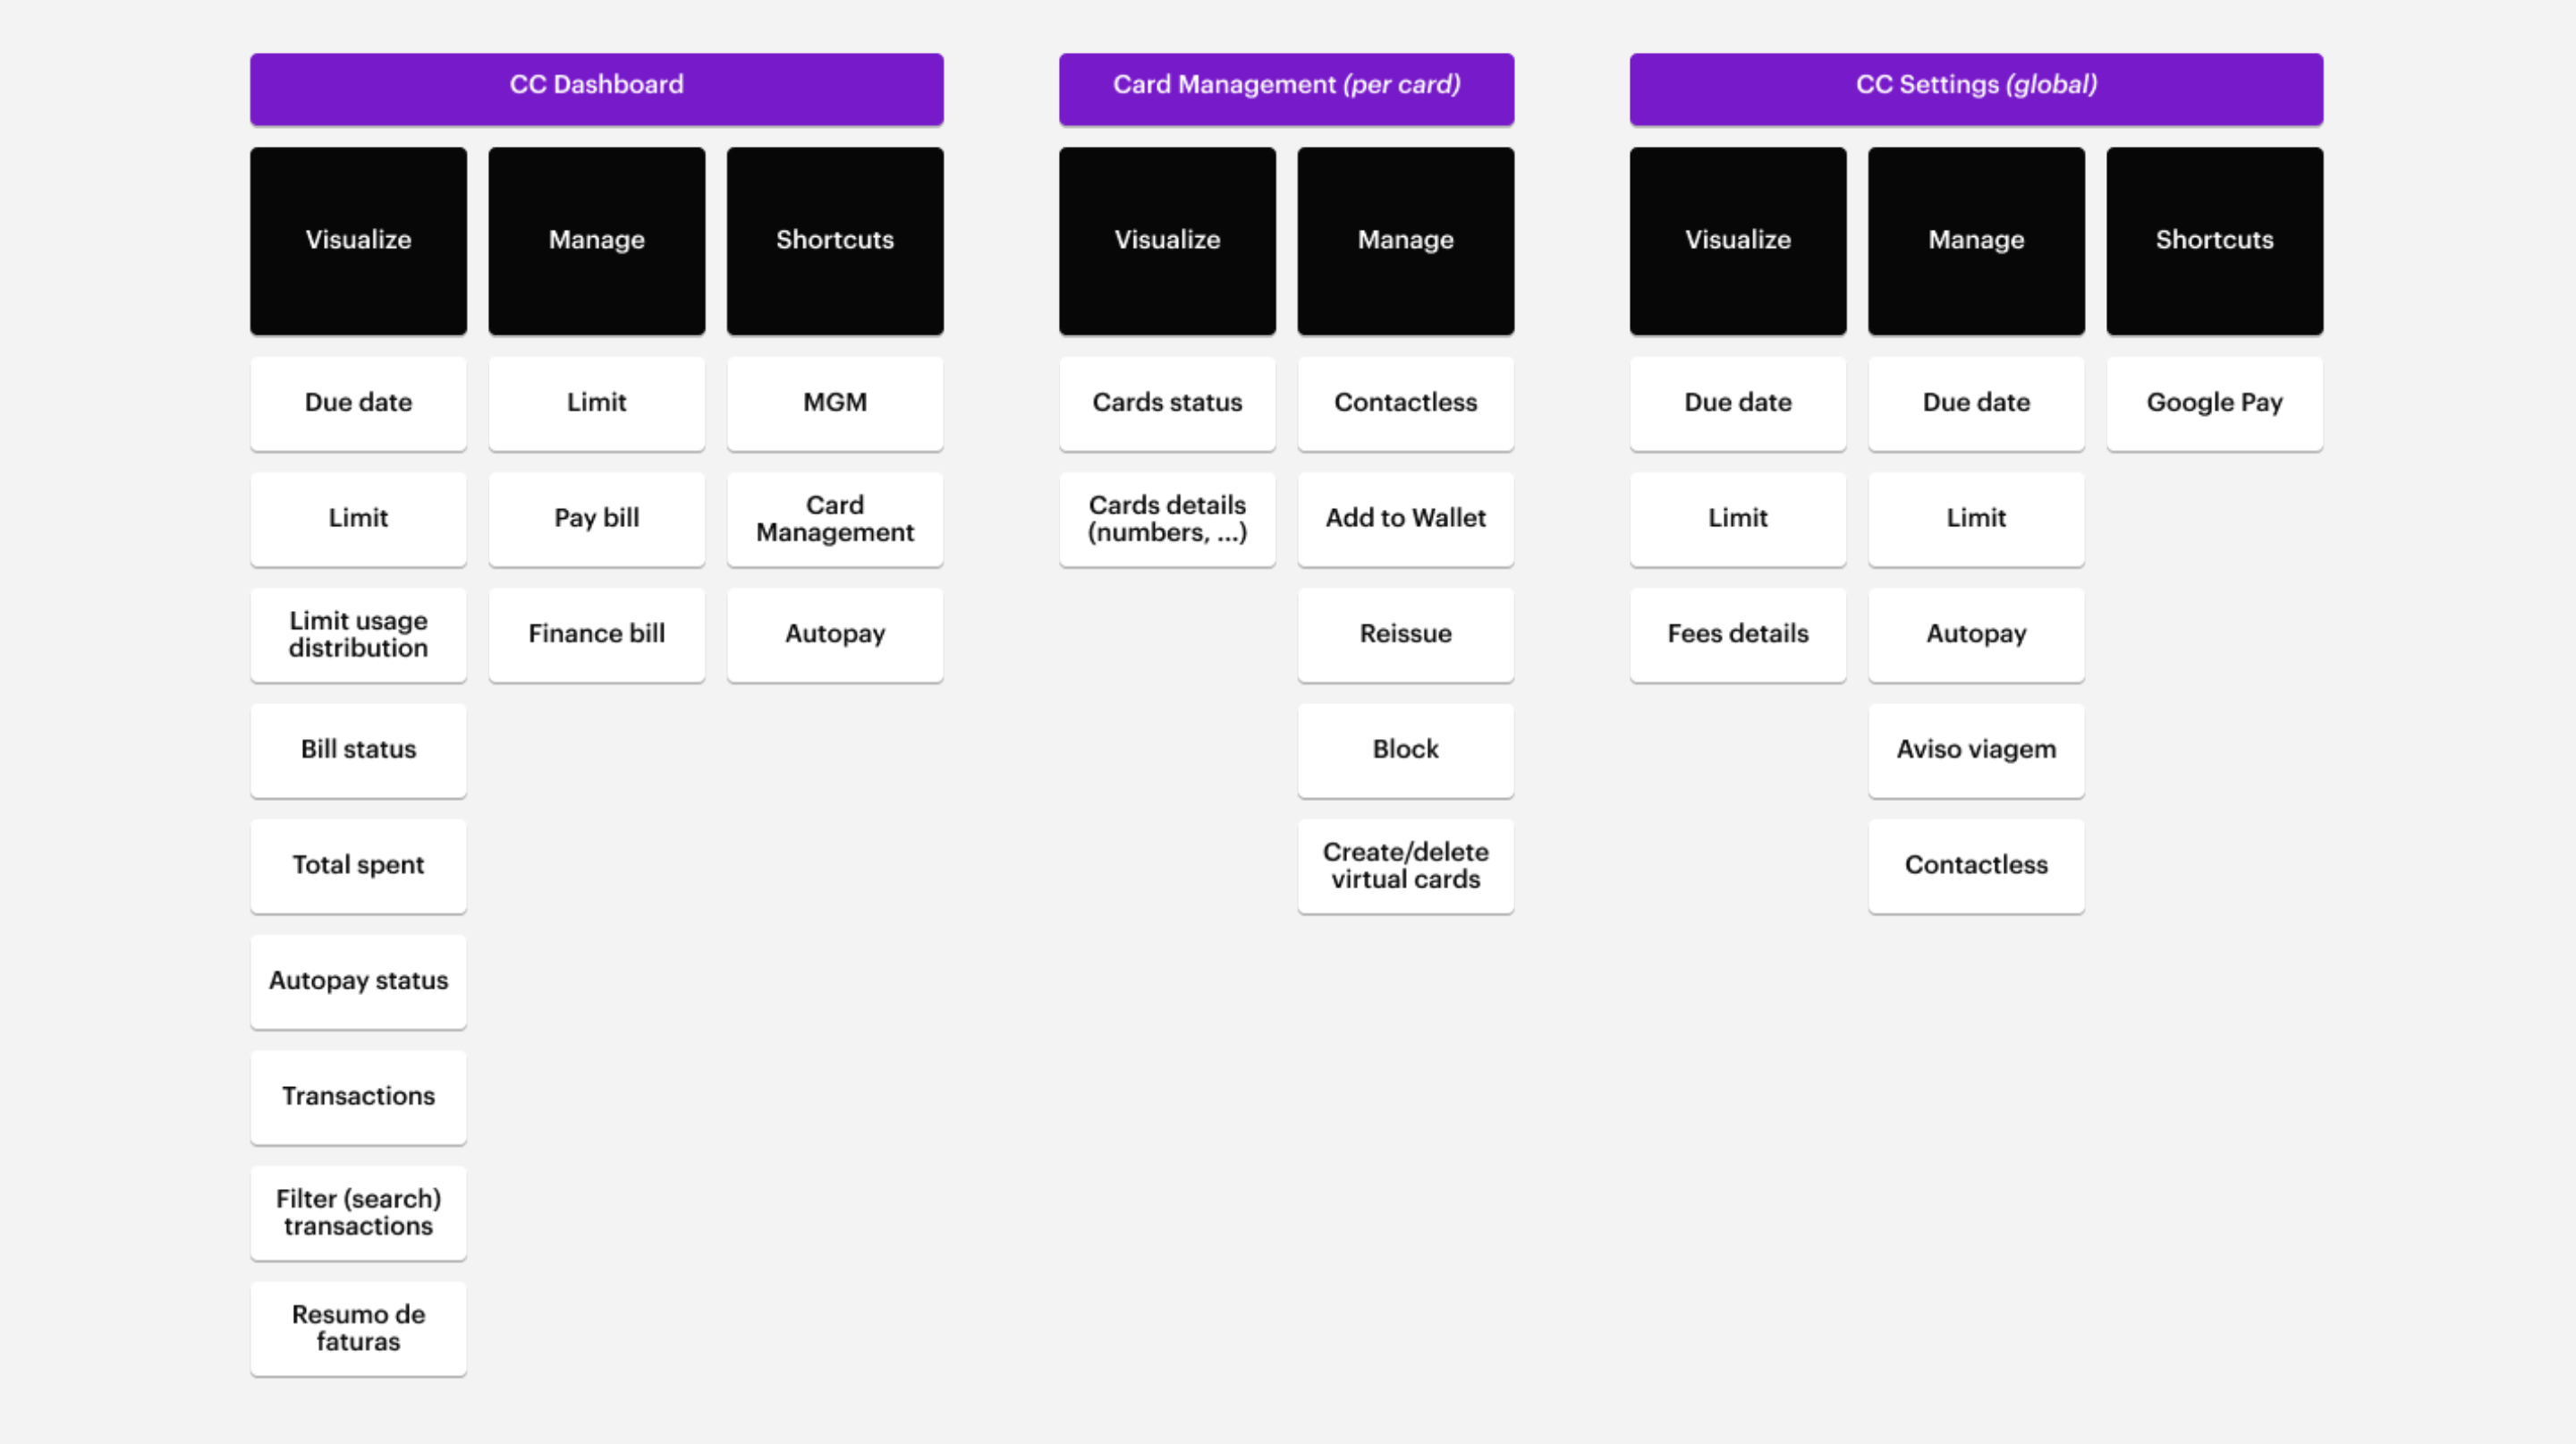 CC Dashboard
Visualize
Manage
Shortcuts
Due date
Limit
MGM
Limit
Pay bill
Card
Management
Limit usage
distribution
Finance bill
Autopay
Bill status
Total spent
Autopay status
Transactions
Filter (search)
transactions
Resumo de
faturas
Card Management (per card)
Visualize
Manage
Cards status
Contactless
Cards details
(numbers, ...)
Add to Wallet
Reissue
Block
Create/delete
virtual cards
CC Settings (global)
Visualize
Manage
Shortcuts
Due date
Due date
Google Pay
Limit
Limit
Fees details
Autopay
Aviso viagem
Contactless